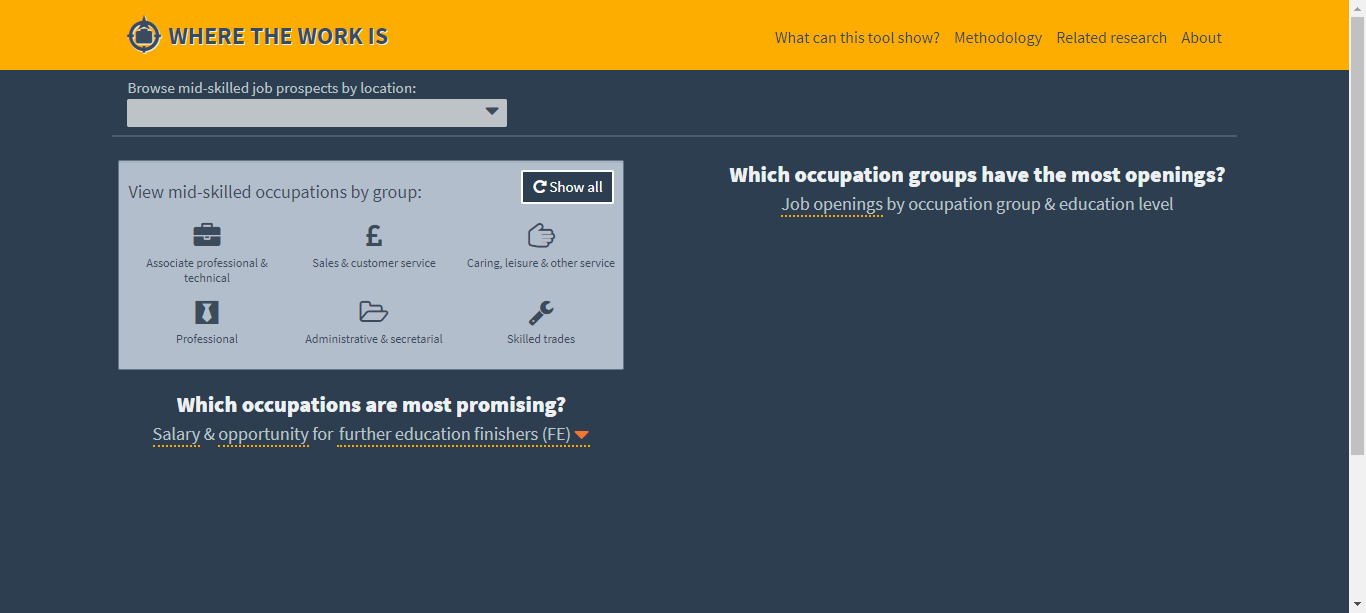 WHERE THE WORK IS
What can this tool show? Methodology Related research About
Browse mid-skilled job prospects by location:
View mid-skilled occupations by group:
Show all
Associate professional &
technical
Sales & customer service
Caring, leisure & other service
Professional
Administrative & secretarial
Skilled trades
Which occupations are most promising?
Salary & opportunity for further education finishers (FE)
Which occupation groups have the most openings?
Job openings by occupation group & education level